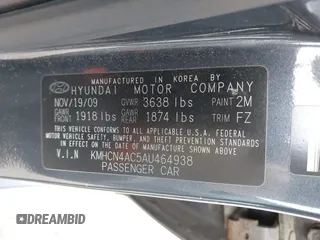 MANUFACTURED IN KOREA BY
HYUNDAI MOTOR COMPANY
NOV/19/09 GVWR 3638 lbs PAINT 2M
GAWR FRONT 1918 lbs GAWR REAR 1874 lbs TRIM FZ
THIS VEHICLE CONFORMS TO ALL APPLICABLE U.S.A. FEDERAL
MOTOR VEHICLE SAFETY, BUMPER, AND THEFT PREVENTION STANDARDS
IN EFFECT ON THE DATE OF MANUFACTURE SHOWN ABOVE.
V.I.N KMHCN4AC5AU464938
PASSENGER CAR
DealerCenter